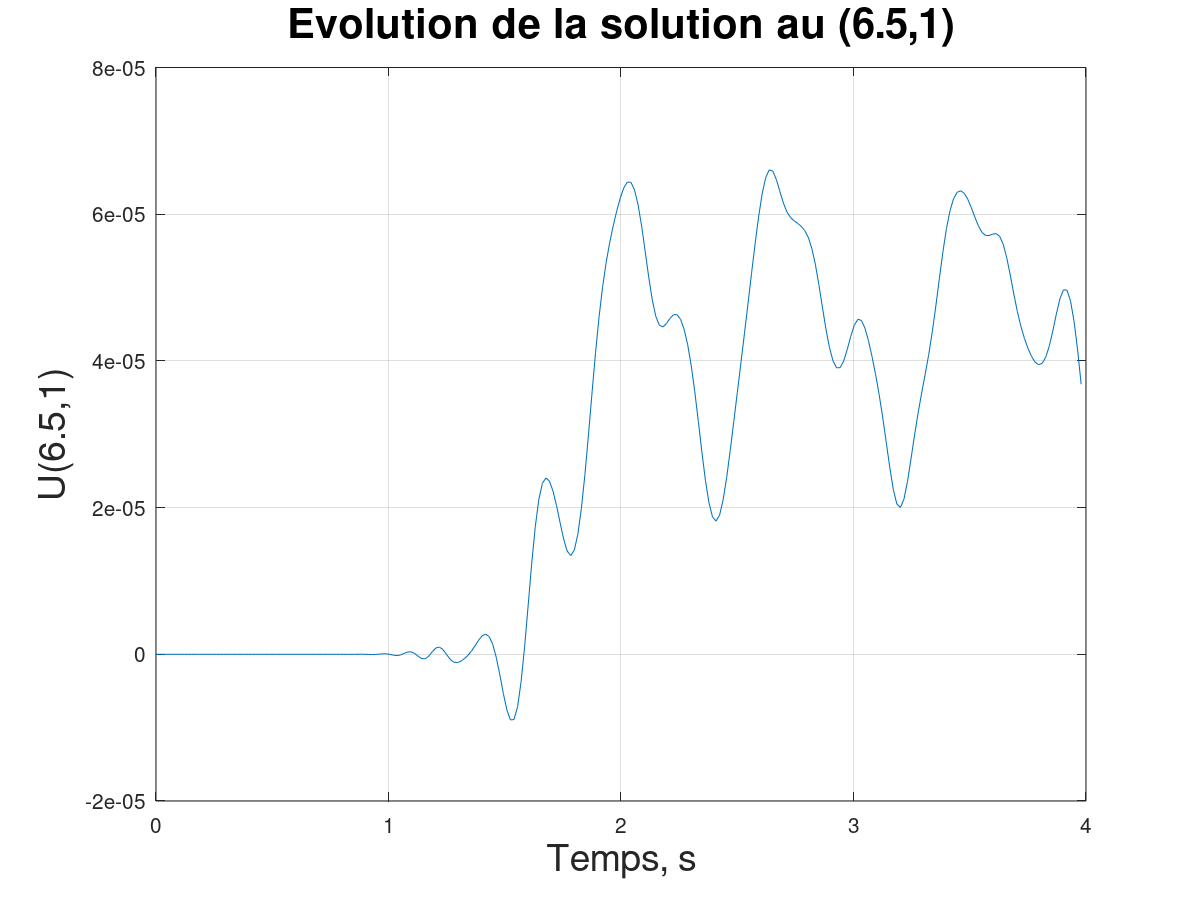 Evolution de la solution au (6.5,1)
8e-05
6e-05
4e-05
2e-05
0
-2e-05
U(6.5,1)
0 1 2 3 4
Temps, s